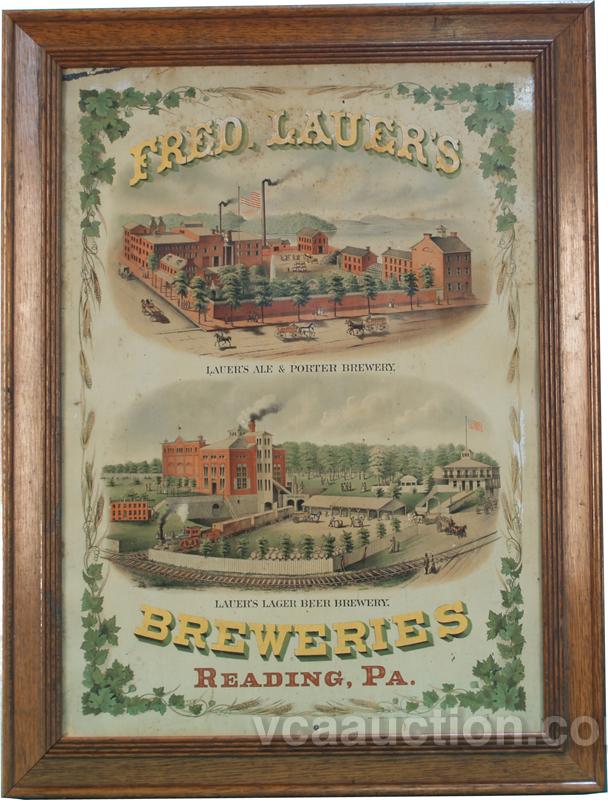 FRED. LAUER'S
LAUER'S ALE & PORTER BREWERY.
LAUER'S LAGER BEER BREWERY.
BREWERIES
READING, PA.
vcaauction.co